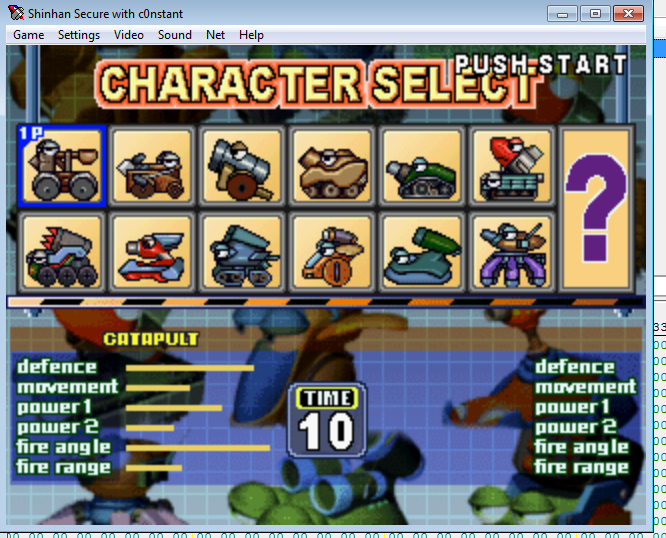 Shinhan Secure with c0nstant
Game Settings Video Sound Net Help
PUSH START
CHARACTER SELECT
1P
?
CATAPULT
defence
movement
power1
power2
fire angle
fire range
TIME
10
defence
movement
power1
power2
fire angle
fire range